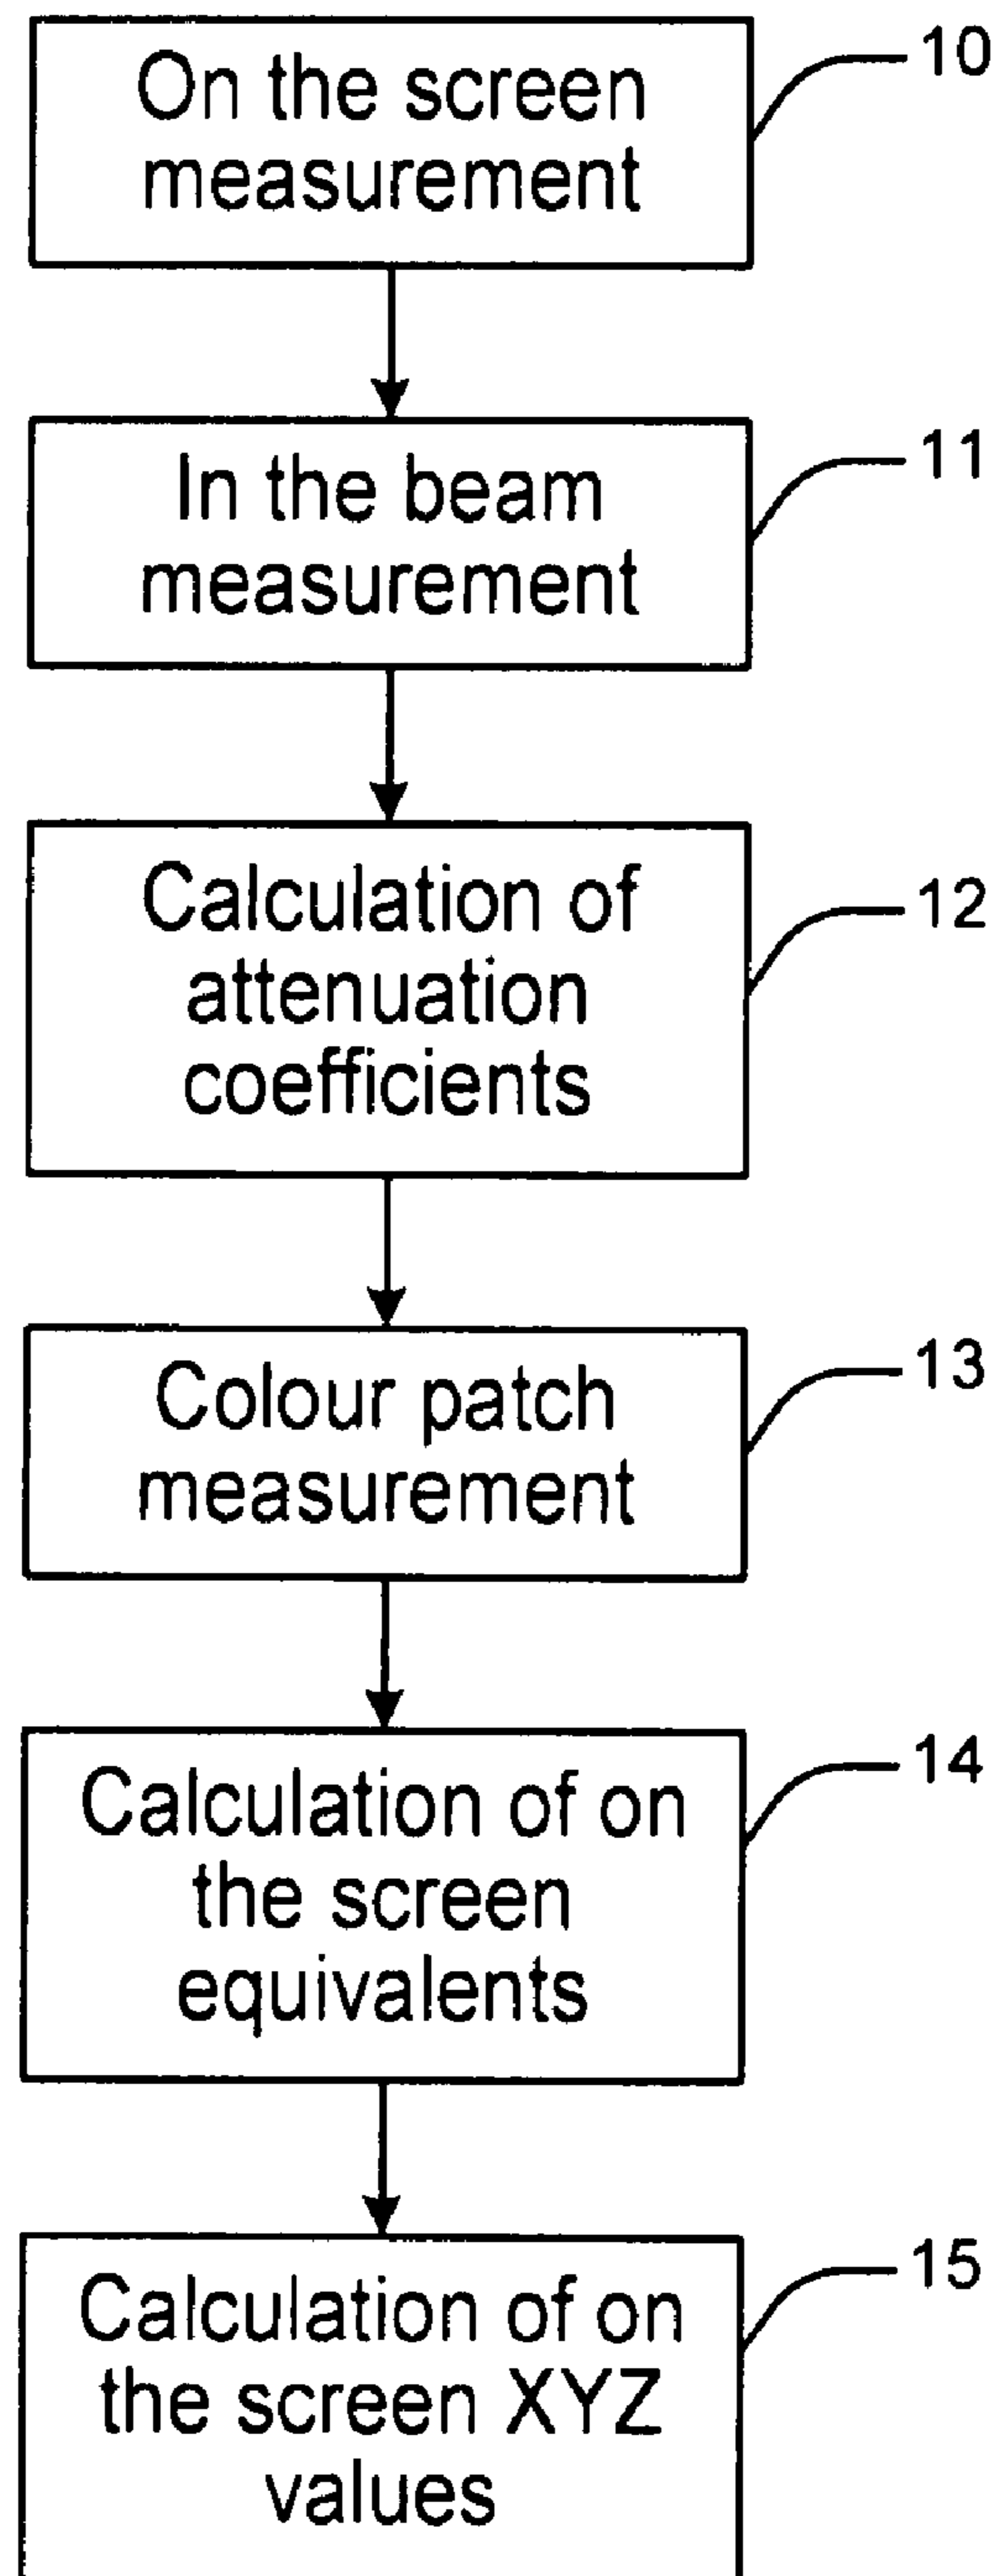 On the screen
measurement
10
In the beam
measurement
11
Calculation of
attenuation
coefficients
12
Colour patch
measurement
13
Calculation of on
the screen
equivalents
14
Calculation of on
the screen XYZ
values
15